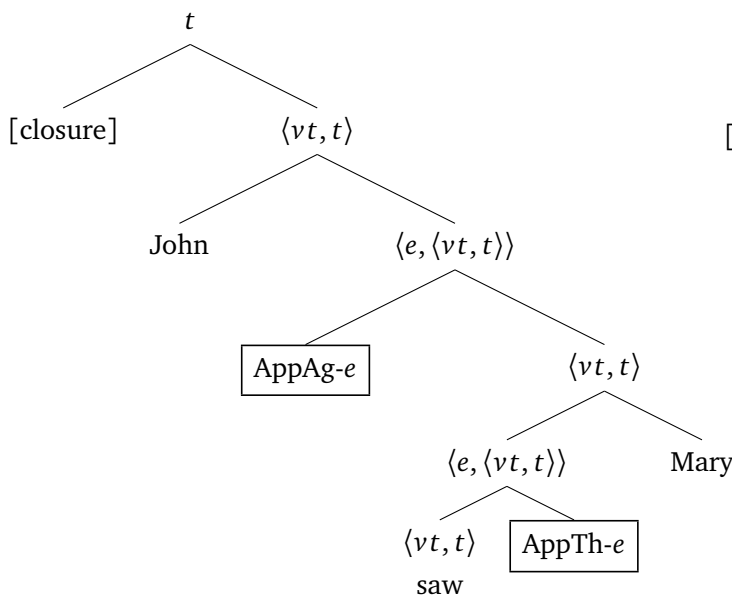 t
[closure] ⟨vt, t⟩ [
John ⟨e, ⟨vt, t⟩⟩
AppAg-e ⟨vt, t⟩
⟨e, ⟨vt, t⟩⟩ Mary
⟨vt, t⟩ AppTh-e
saw